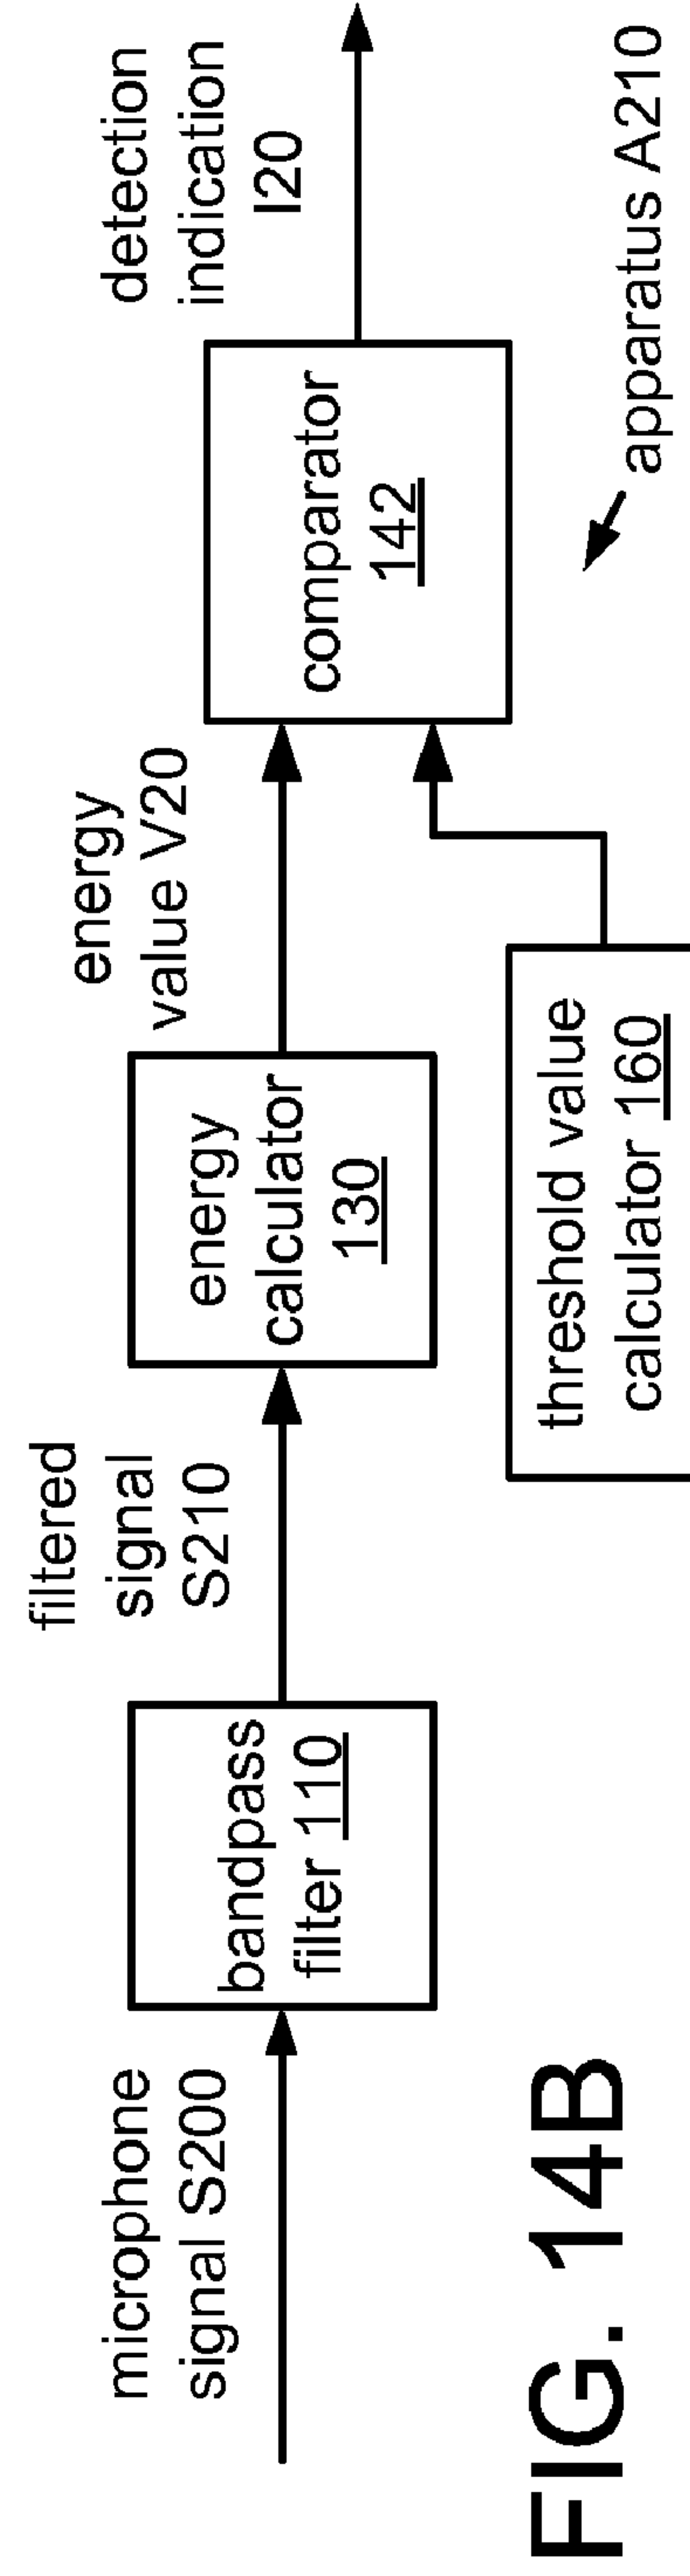 microphone
signal S200
bandpass
filter 110
filtered
signal
S210
energy
calculator
130
energy
value V20
threshold value
calculator 160
comparator
142
detection
indication
I20
apparatus A210
FIG. 14B